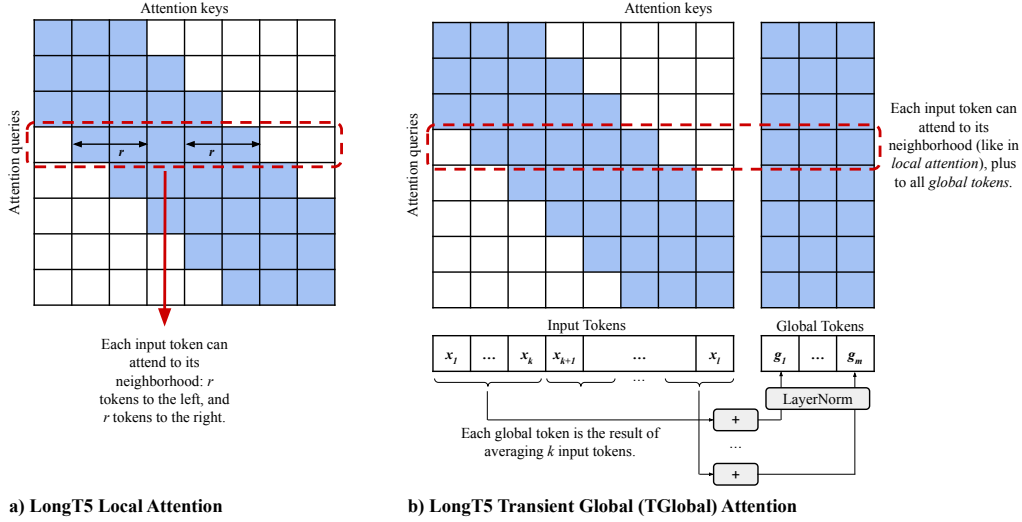 Attention keys
Attention queries
r
r
Each input token can
attend to its
neighborhood: r
tokens to the left, and
r tokens to the right.
a) LongT5 Local Attention
Attention keys
Attention queries
Each input token can
attend to its
neighborhood (like in
local attention), plus
to all global tokens.
Input Tokens
Global Tokens
x1 ... xk xk+1 ... xl
g1 ... gm
...
LayerNorm
+
Each global token is the result of
averaging k input tokens.
...
+
b) LongT5 Transient Global (TGlobal) Attention